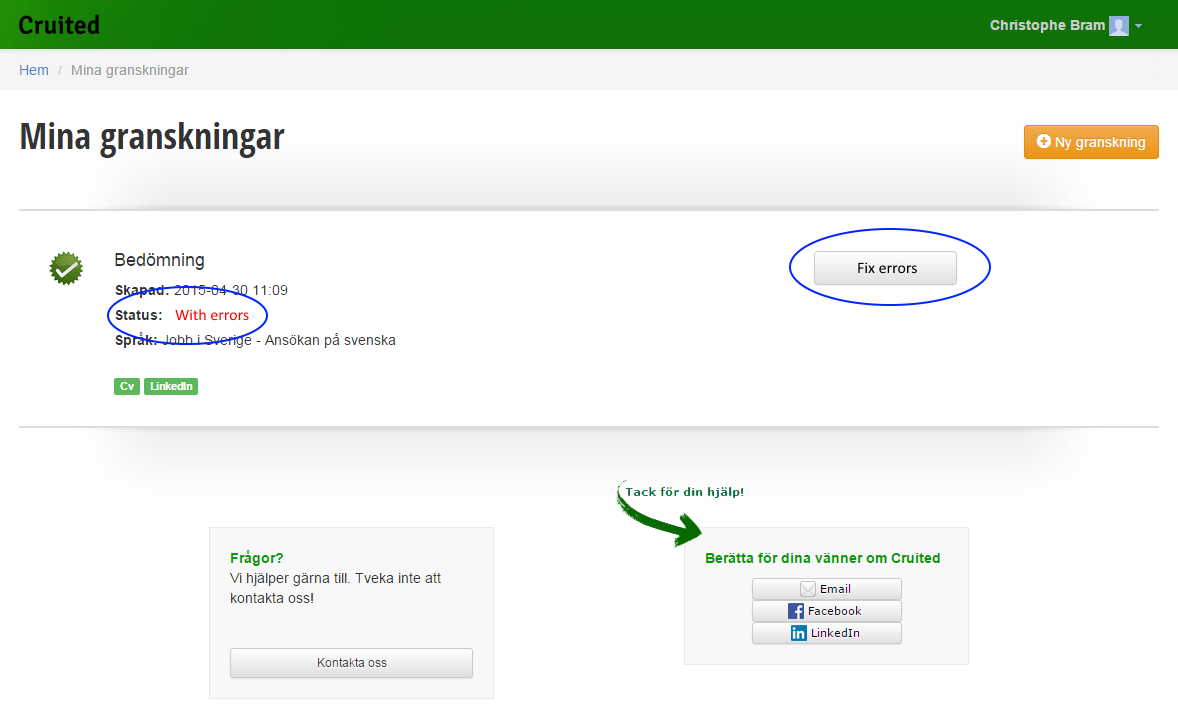 Cruited
Christophe Bram
Hem / Mina granskningar
Mina granskningar
Ny granskning
Bedömning
Fix errors
Skapad: 2015-04-30 11:09
Status: With errors
Språk: Jobb i Sverige - Ansökan på svenska
Cv LinkedIn
Tack för din hjälp!
Frågor?
Vi hjälper gärna till. Tveka inte att
kontakta oss!
Kontakta oss
Berätta för dina vänner om Cruited
Email
Facebook
LinkedIn